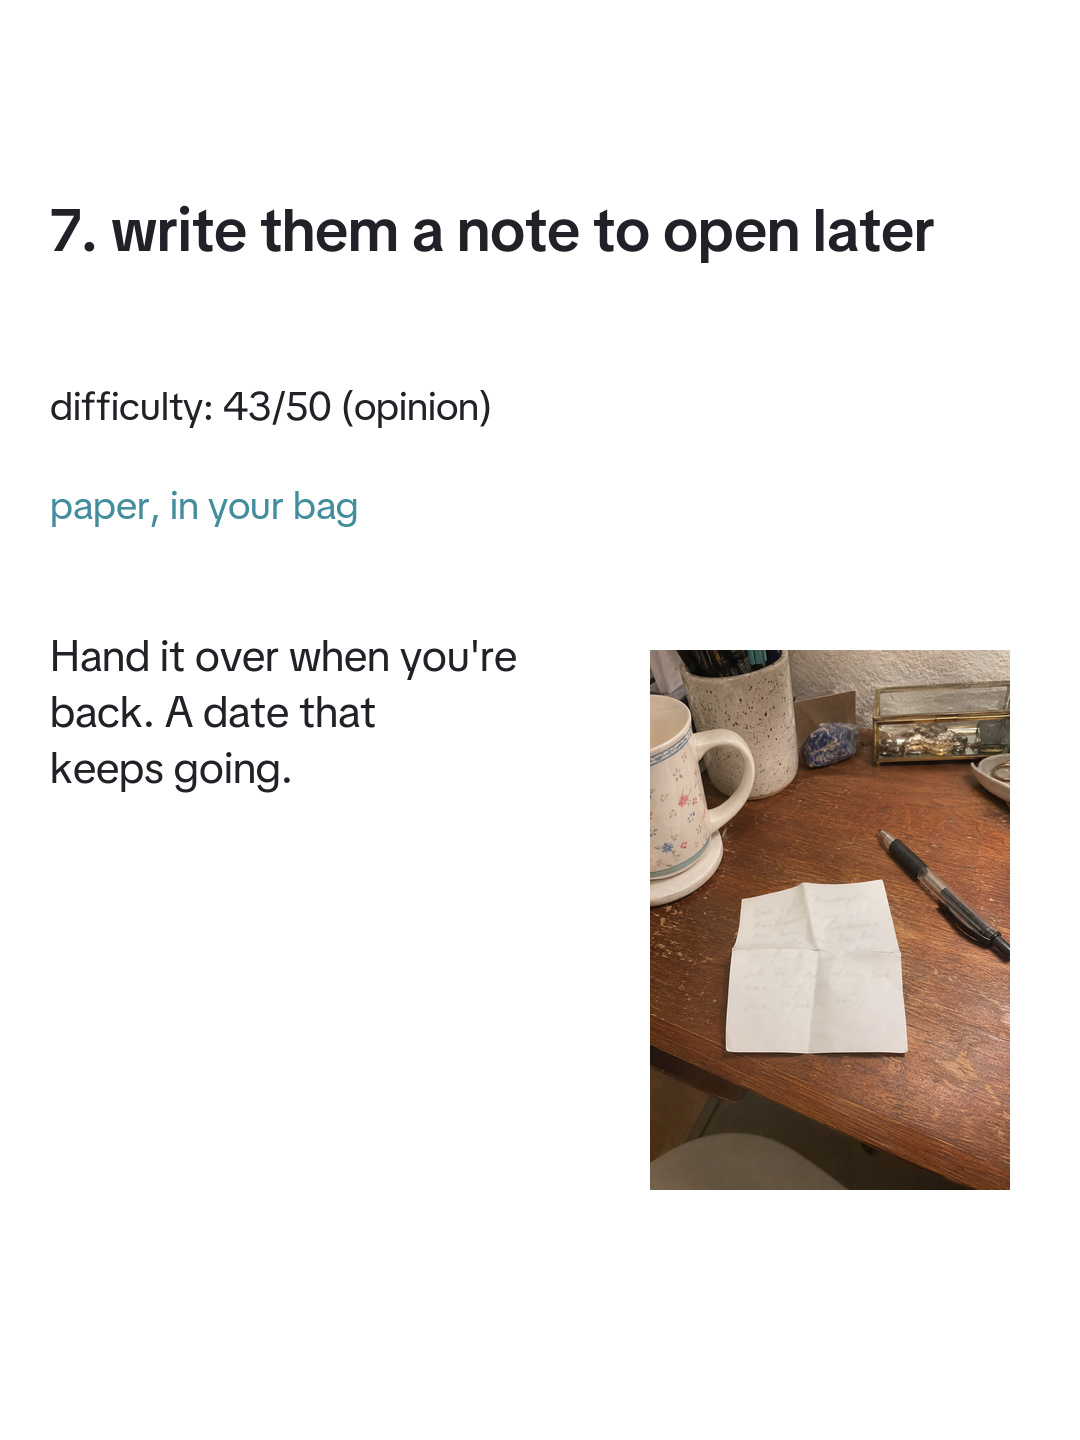 7. write them a note to open later
difficulty: 43/50 (opinion)
paper, in your bag
Hand it over when you're
back. A date that
keeps going.